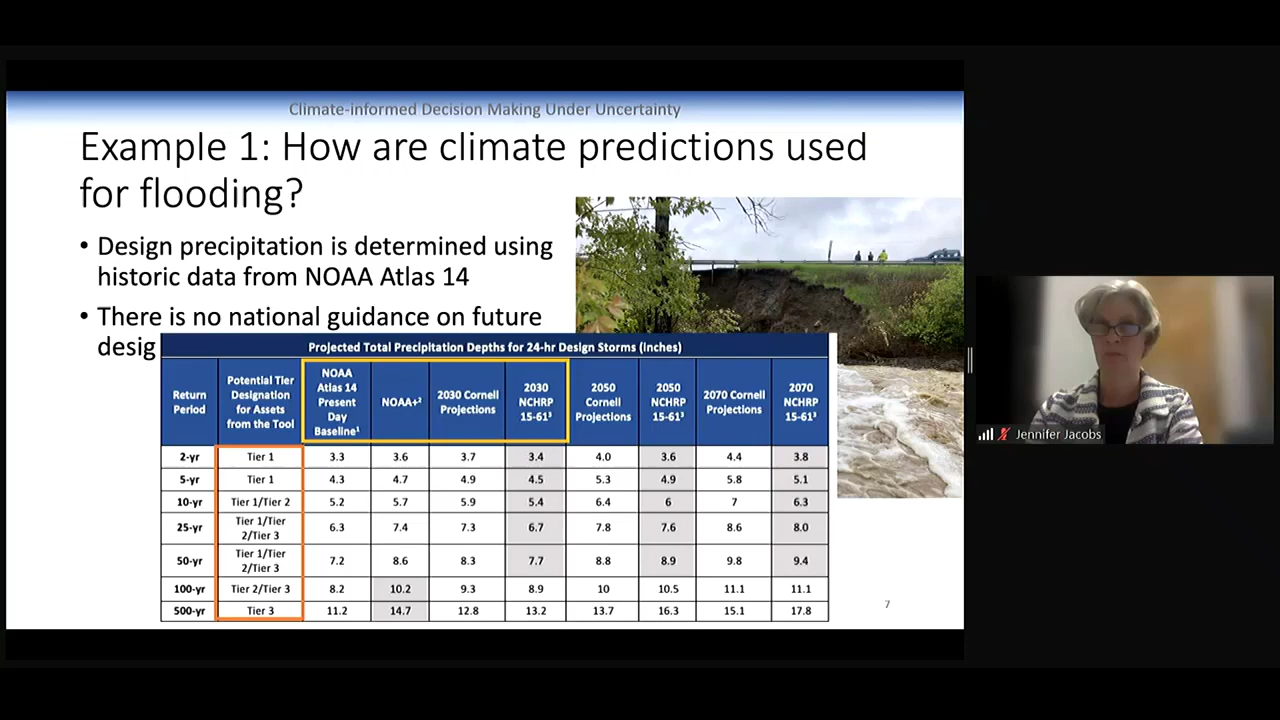 Climate-informed Decision Making Under Uncertainty
Example 1: How are climate predictions used
for flooding?
• Design precipitation is determined using
historic data from NOAA Atlas 14
• There is no national guidance on future
desig
Projected Total Precipitation Depths for 24-hr Design Storms (Inches)
Return Period | Potential Tier Designation for Assets from the Tool | NOAA Atlas 14 Present Day Baseline¹ | NOAA+² | 2030 Cornell Projections | 2030 NCHRP 15-61³ | 2050 Cornell Projections | 2050 NCHRP 15-61³ | 2070 Cornell Projections | 2070 NCHRP 15-61³
2-yr | Tier 1 | 3.3 | 3.6 | 3.7 | 3.4 | 4.0 | 3.6 | 4.4 | 3.8
5-yr | Tier 1 | 4.3 | 4.7 | 4.9 | 4.5 | 5.3 | 4.9 | 5.8 | 5.1
10-yr | Tier 1/Tier 2 | 5.2 | 5.7 | 5.9 | 5.4 | 6.4 | 6 | 7 | 6.3
25-yr | Tier 1/Tier 2/Tier 3 | 6.3 | 7.4 | 7.3 | 6.7 | 7.8 | 7.6 | 8.6 | 8.0
50-yr | Tier 1/Tier 2/Tier 3 | 7.2 | 8.6 | 8.3 | 7.7 | 8.8 | 8.9 | 9.8 | 9.4
100-yr | Tier 2/Tier 3 | 8.2 | 10.2 | 9.3 | 8.9 | 10 | 10.5 | 11.1 | 11.1
500-yr | Tier 3 | 11.2 | 14.7 | 12.8 | 13.2 | 13.7 | 16.3 | 15.1 | 17.8
7
Jennifer Jacobs